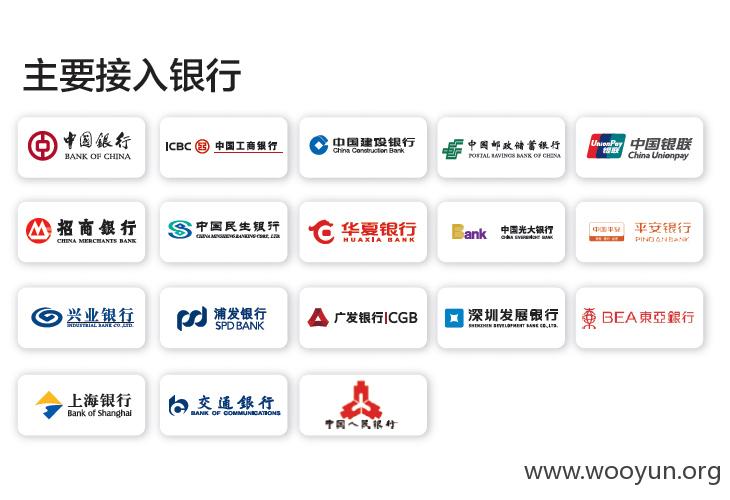 主要接入银行
中国银行
BANK OF CHINA
ICBC 中国工商银行
中国建设银行
China Construction Bank
中国邮政储蓄银行
POSTAL SAVINGS BANK OF CHINA
UnionPay
银联
中国银联
China Unionpay
招商银行
CHINA MERCHANTS BANK
中国民生银行
CHINA MINSHENG BANKING CORP., LTD.
华夏银行
HUAXIA BANK
Bank
中国光大银行
CHINA EVERBRIGHT BANK
中国平安
平安银行
PING AN BANK
兴业银行
INDUSTRIAL BANK CO.,LTD.
浦发银行
SPD BANK
广发银行|CGB
深圳发展银行
SHENZHEN DEVELOPMENT BANK CO., LTD.
BEA東亞銀行
上海银行
Bank of Shanghai
交通銀行
BANK OF COMMUNICATIONS
中国人民银行
www.wooyun.org